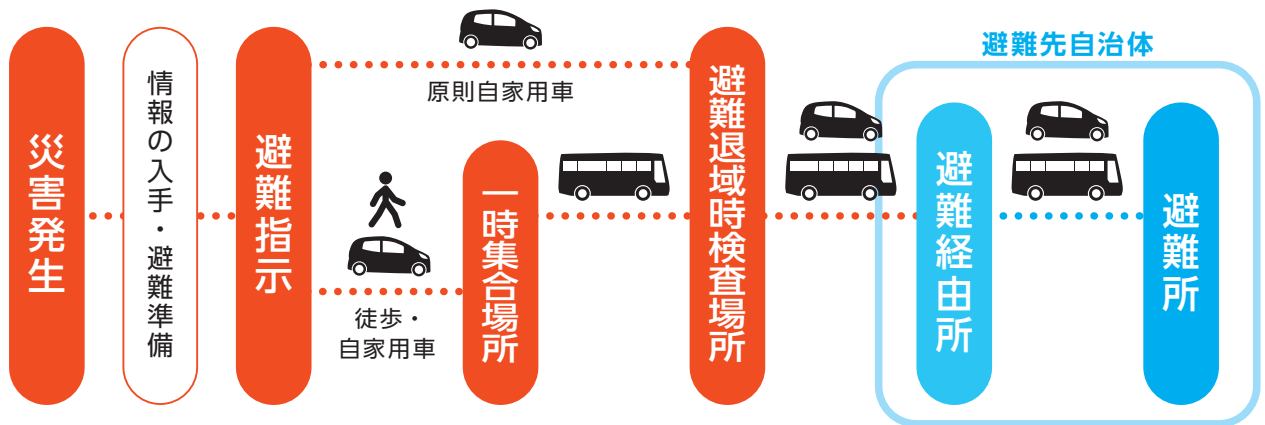 災害発生
情報の入手・避難準備
避難指示
原則自家用車
徒歩・
自家用車
一時集合場所
避難退域時検査場所
避難先自治体
避難経由所
避難所